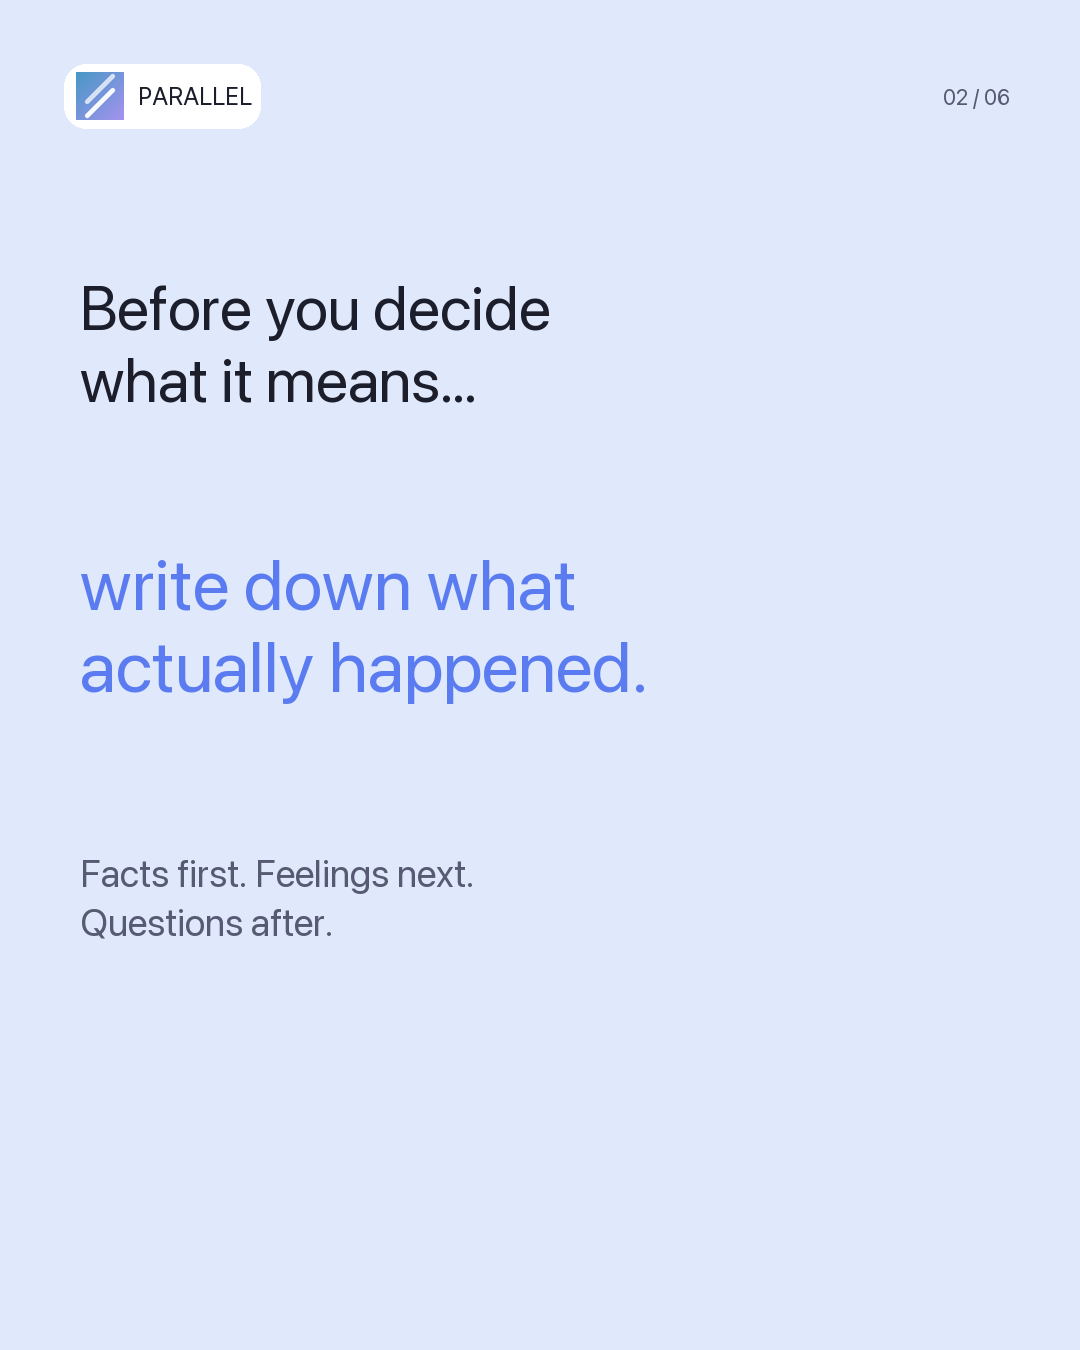 PARALLEL
02 / 06
Before you decide
what it means...
write down what
actually happened.
Facts first. Feelings next.
Questions after.